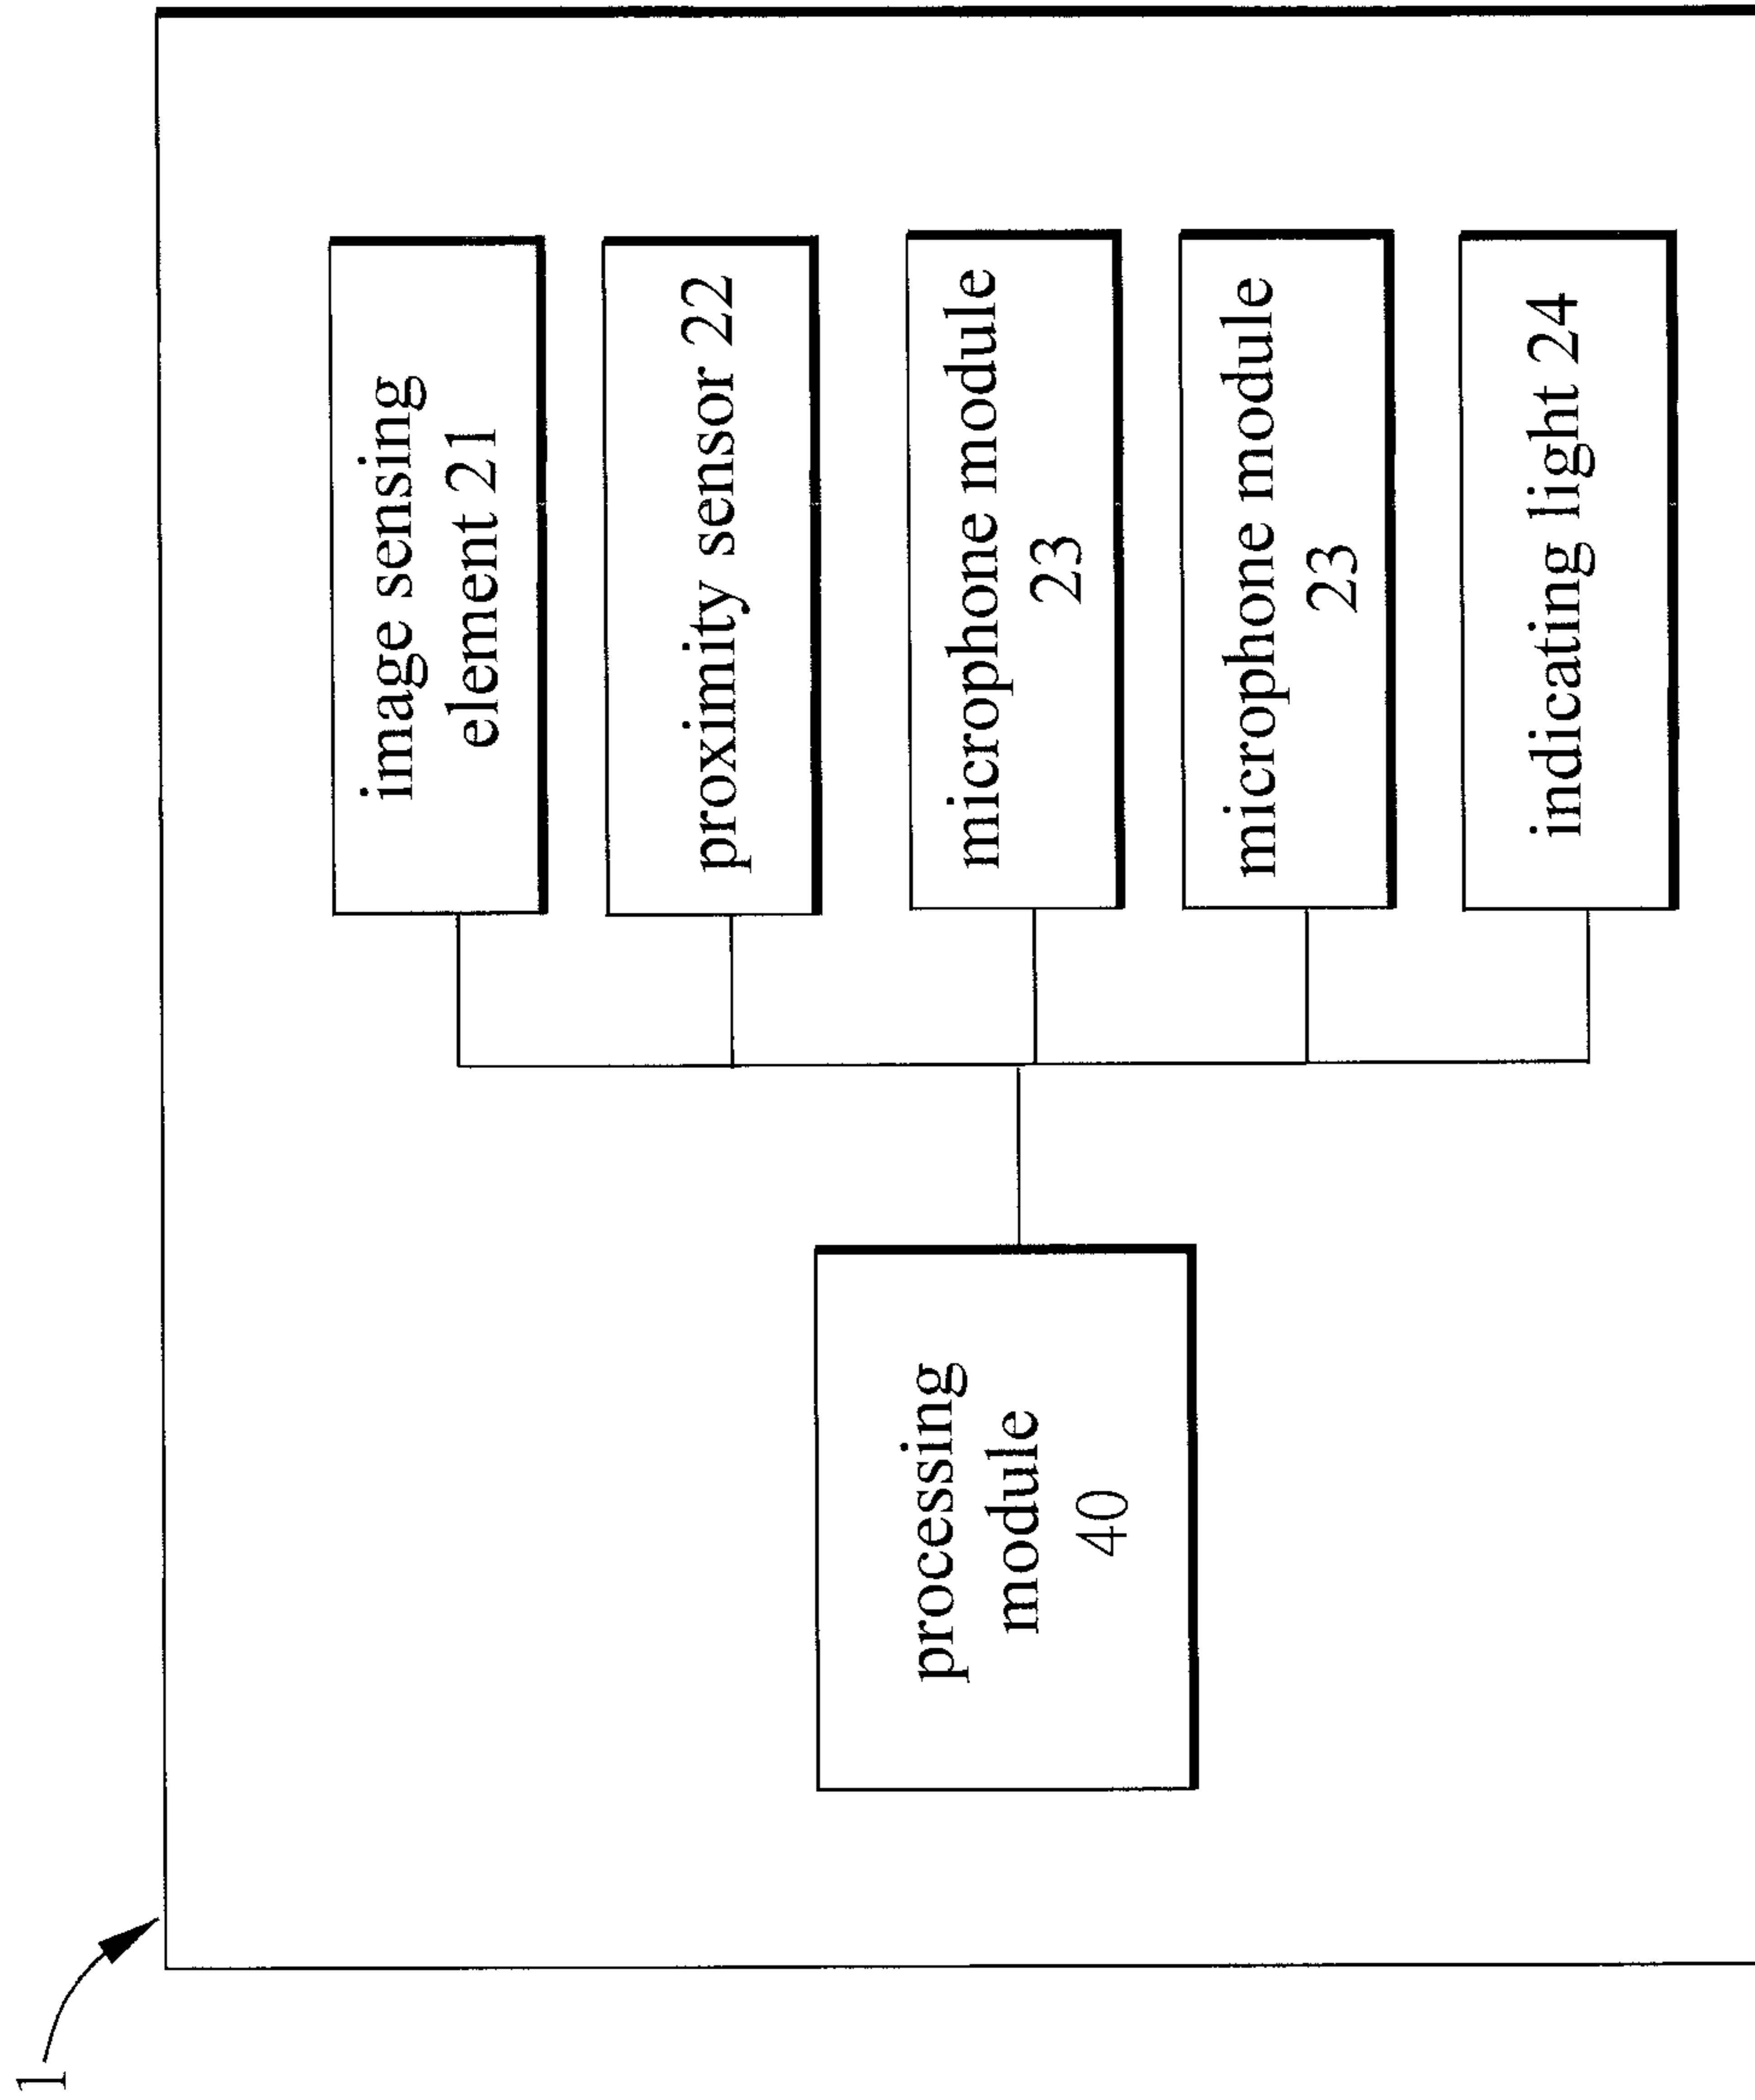 1
processing
module
40
image sensing
element 21
proximity sensor 22
microphone module
23
microphone module
23
indicating light 24